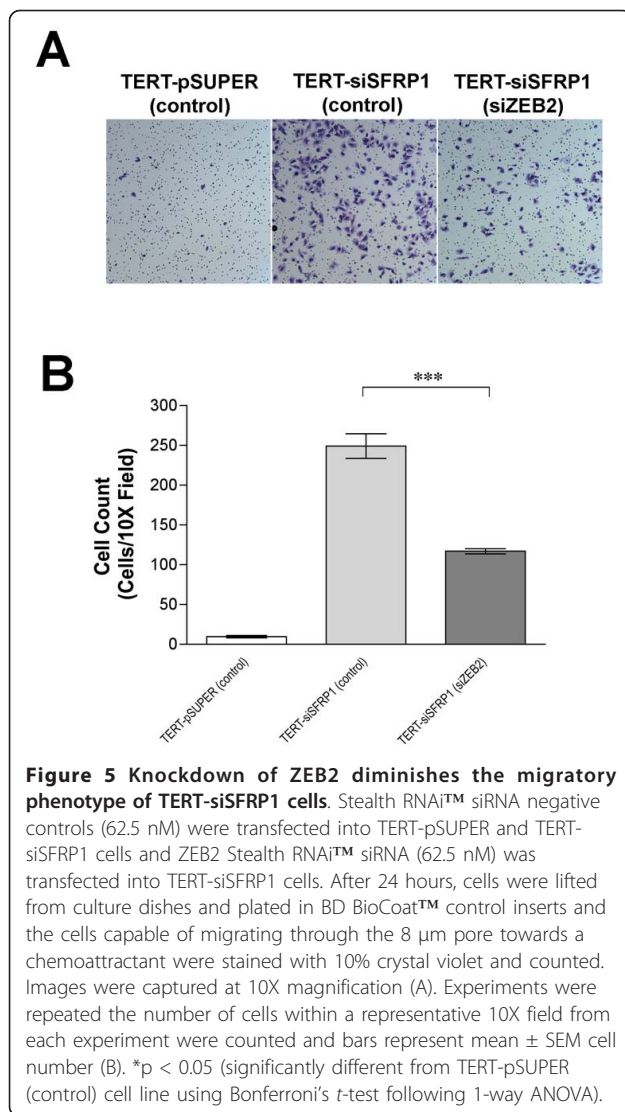 A
TERT-pSUPER
(control)
TERT-siSFRP1
(control)
TERT-siSFRP1
(siZEB2)
B
***
300
250
200
150
100
50
0
Cell Count
(Cells/10X Field)
TERT-pSUPER (control)
TERT-siSFRP1 (control)
TERT-siSFRP1 (siZEB2)
Figure 5 Knockdown of ZEB2 diminishes the migratory
phenotype of TERT-siSFRP1 cells. Stealth RNAi™ siRNA negative
controls (62.5 nM) were transfected into TERT-pSUPER and TERT-
siSFRP1 cells and ZEB2 Stealth RNAi™ siRNA (62.5 nM) was
transfected into TERT-siSFRP1 cells. After 24 hours, cells were lifted
from culture dishes and plated in BD BioCoat™ control inserts and
the cells capable of migrating through the 8 μm pore towards a
chemoattractant were stained with 10% crystal violet and counted.
Images were captured at 10X magnification (A). Experiments were
repeated the number of cells within a representative 10X field from
each experiment were counted and bars represent mean ± SEM cell
number (B). *p < 0.05 (significantly different from TERT-pSUPER
(control) cell line using Bonferroni's t-test following 1-way ANOVA).